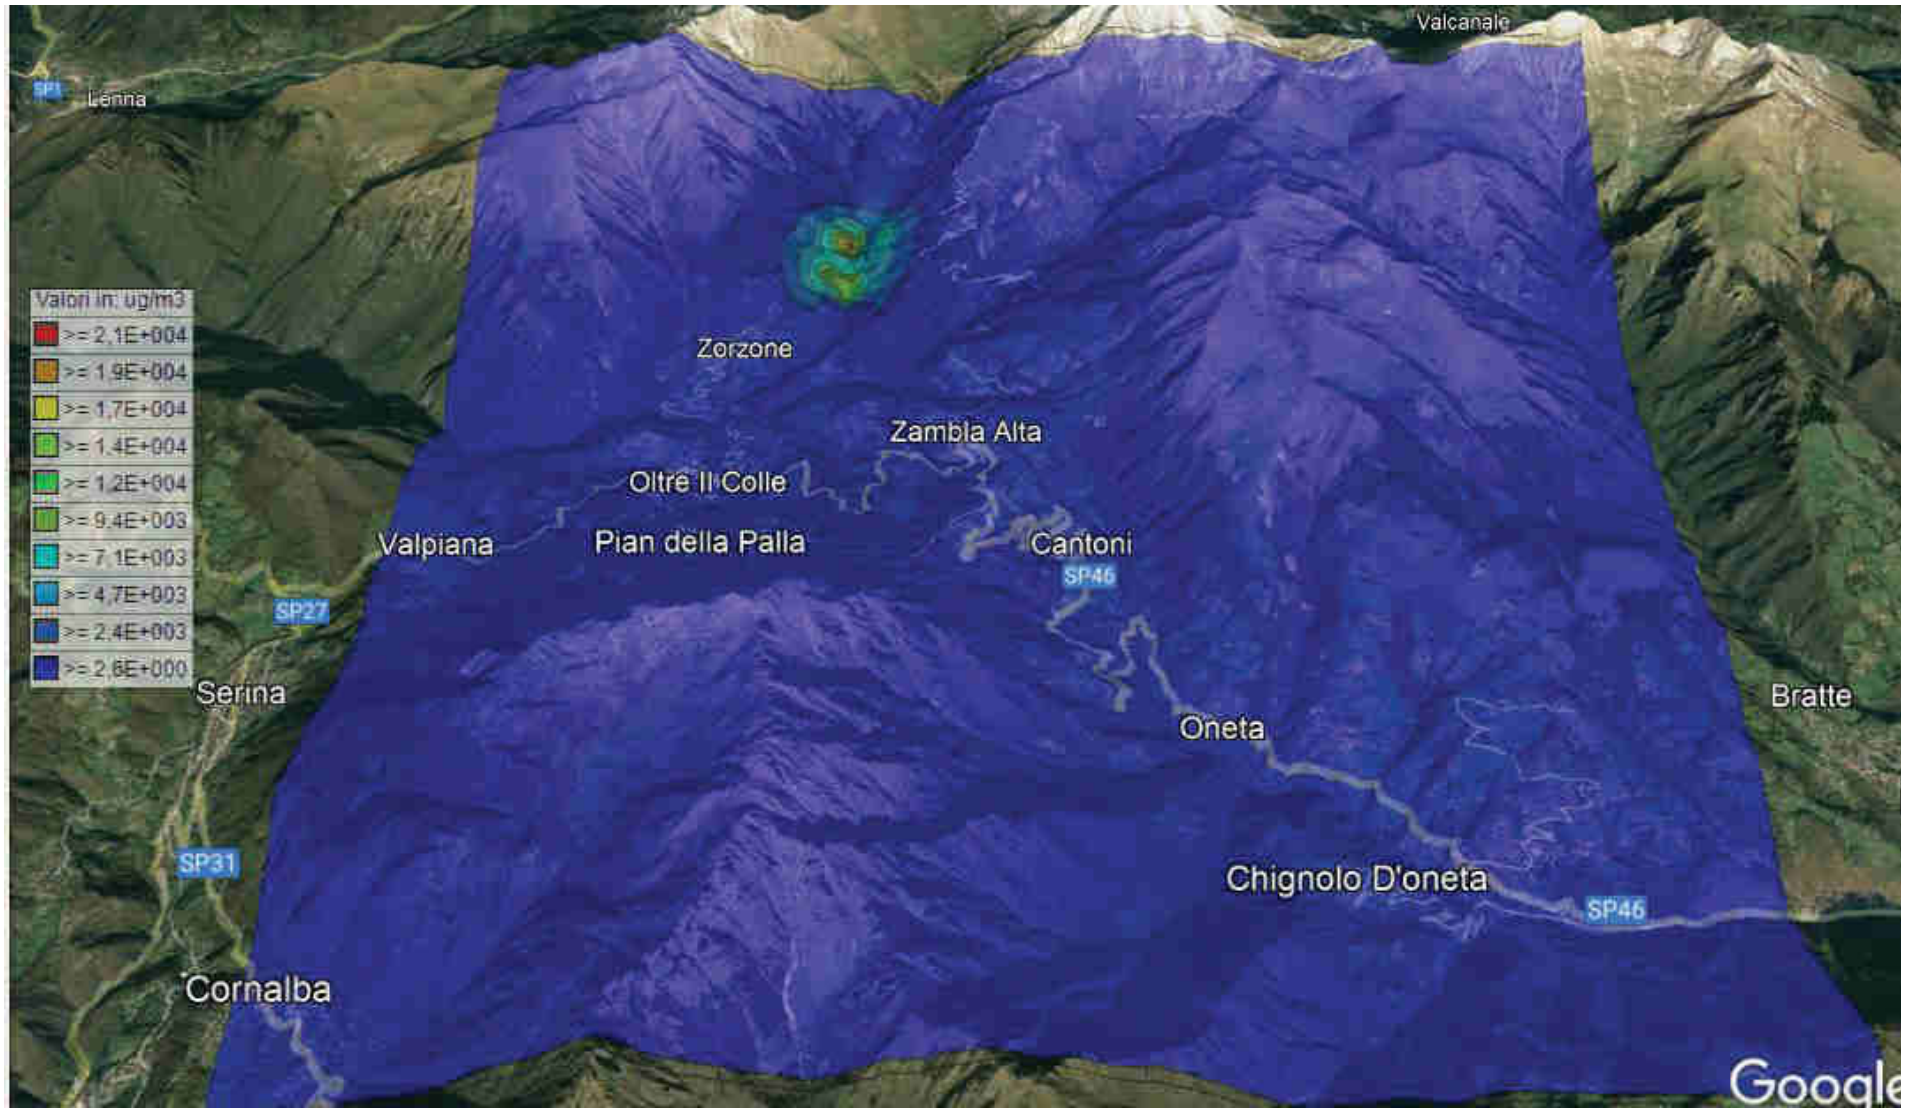 Valcanale
SP1
Lenna
Valori in: ug/m3
>= 2,1E+004
>= 1,9E+004
>= 1,7E+004
>= 1,4E+004
>= 1,2E+004
>= 9,4E+003
>= 7,1E+003
>= 4,7E+003
>= 2,4E+003
>= 2,6E+000
Zorzone
Zambla Alta
Oltre Il Colle
Valpiana
Pian della Palla
Cantoni
SP46
SP27
Serina
Bratte
Oneta
SP31
Chignolo D'oneta
SP46
Cornalba
Google